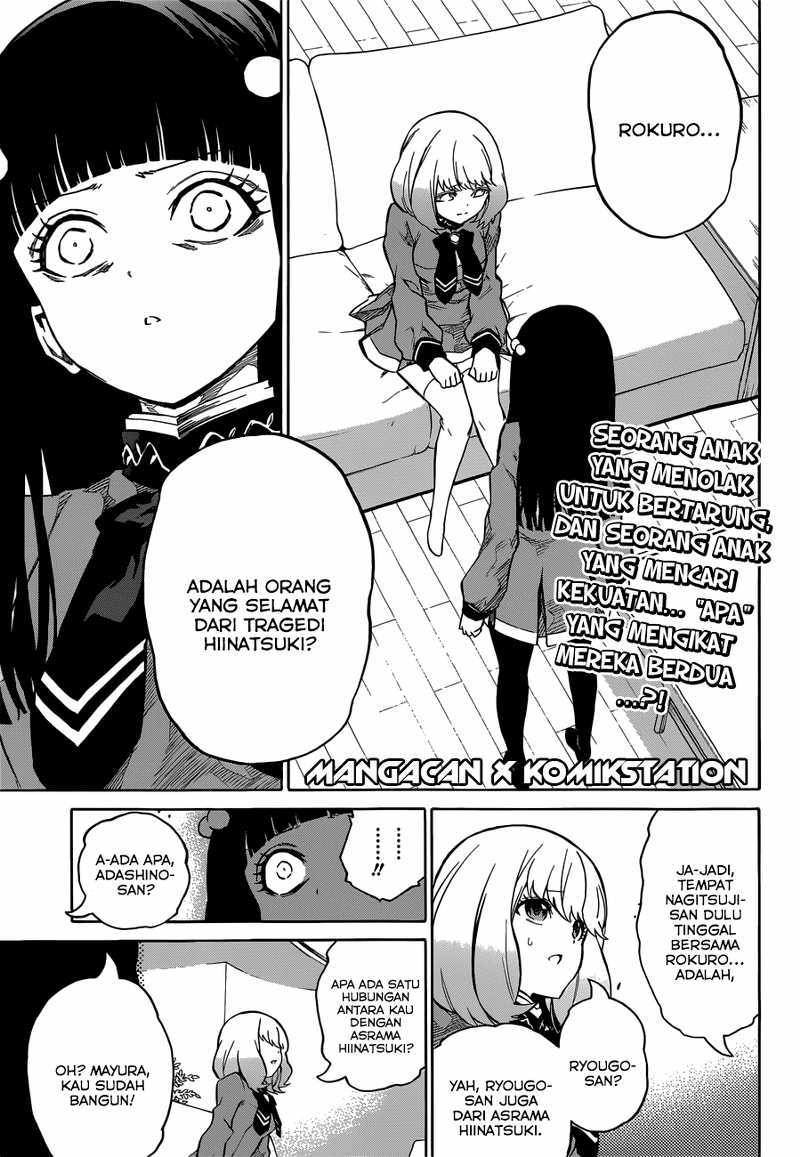 ROKURO...
ADALAH ORANG
YANG SELAMAT
DARI TRAGEDI
HIINATSUKI?
SEORANG ANAK
YANG MENOLAK
UNTUK BERTARUNG,
DAN SEORANG ANAK
YANG MENCARI
KEKUATAN... "APA"
YANG MENGIKAT
MEREKA BERDUA
....?!
MANGACAN X KOMIKSTATION
......!!
A-ADA APA,
ADASHINO-
SAN?
JA-JADI,
TEMPAT
NAGITSUJI-
SAN DULU
TINGGAL
BERSAMA
ROKURO...
ADALAH,
RYOUGO-
SAN?
YAH, RYOUGO-
SAN JUGA
DARI ASRAMA
HIINATSUKI.
APA ADA SATU
HUBUNGAN
ANTARA KAU
DENGAN
ASRAMA
HIINATSUKI?
OH? MAYURA,
KAU SUDAH
BANGUN!